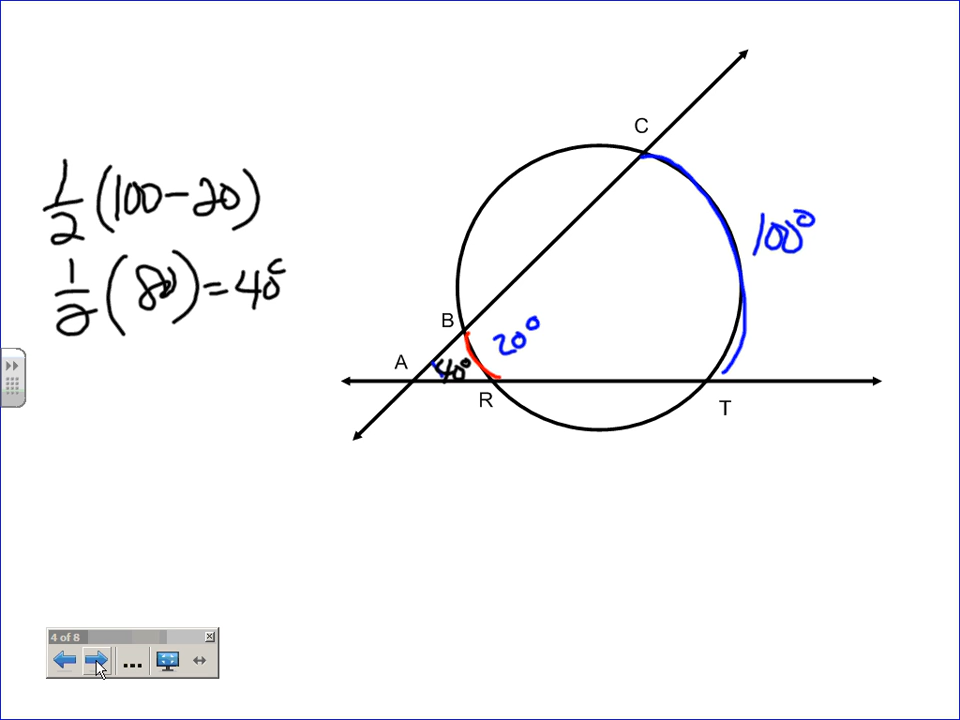 C
1/2 (100-20)
100°
1/2 (80) = 40°
B
20°
A
40°
R
T
4 of 8
...